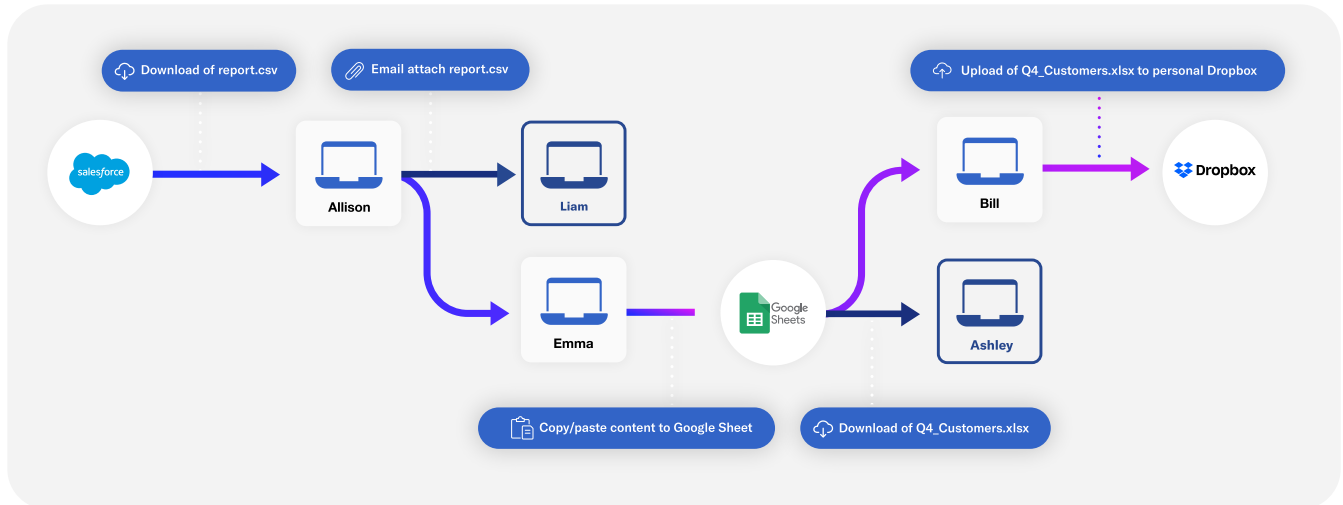 Download of report.csv
Email attach report.csv
Upload of Q4_Customers.xlsx to personal Dropbox
salesforce
Allison
Liam
Bill
Dropbox
Emma
Google
Sheets
Ashley
Copy/paste content to Google Sheet
Download of Q4_Customers.xlsx